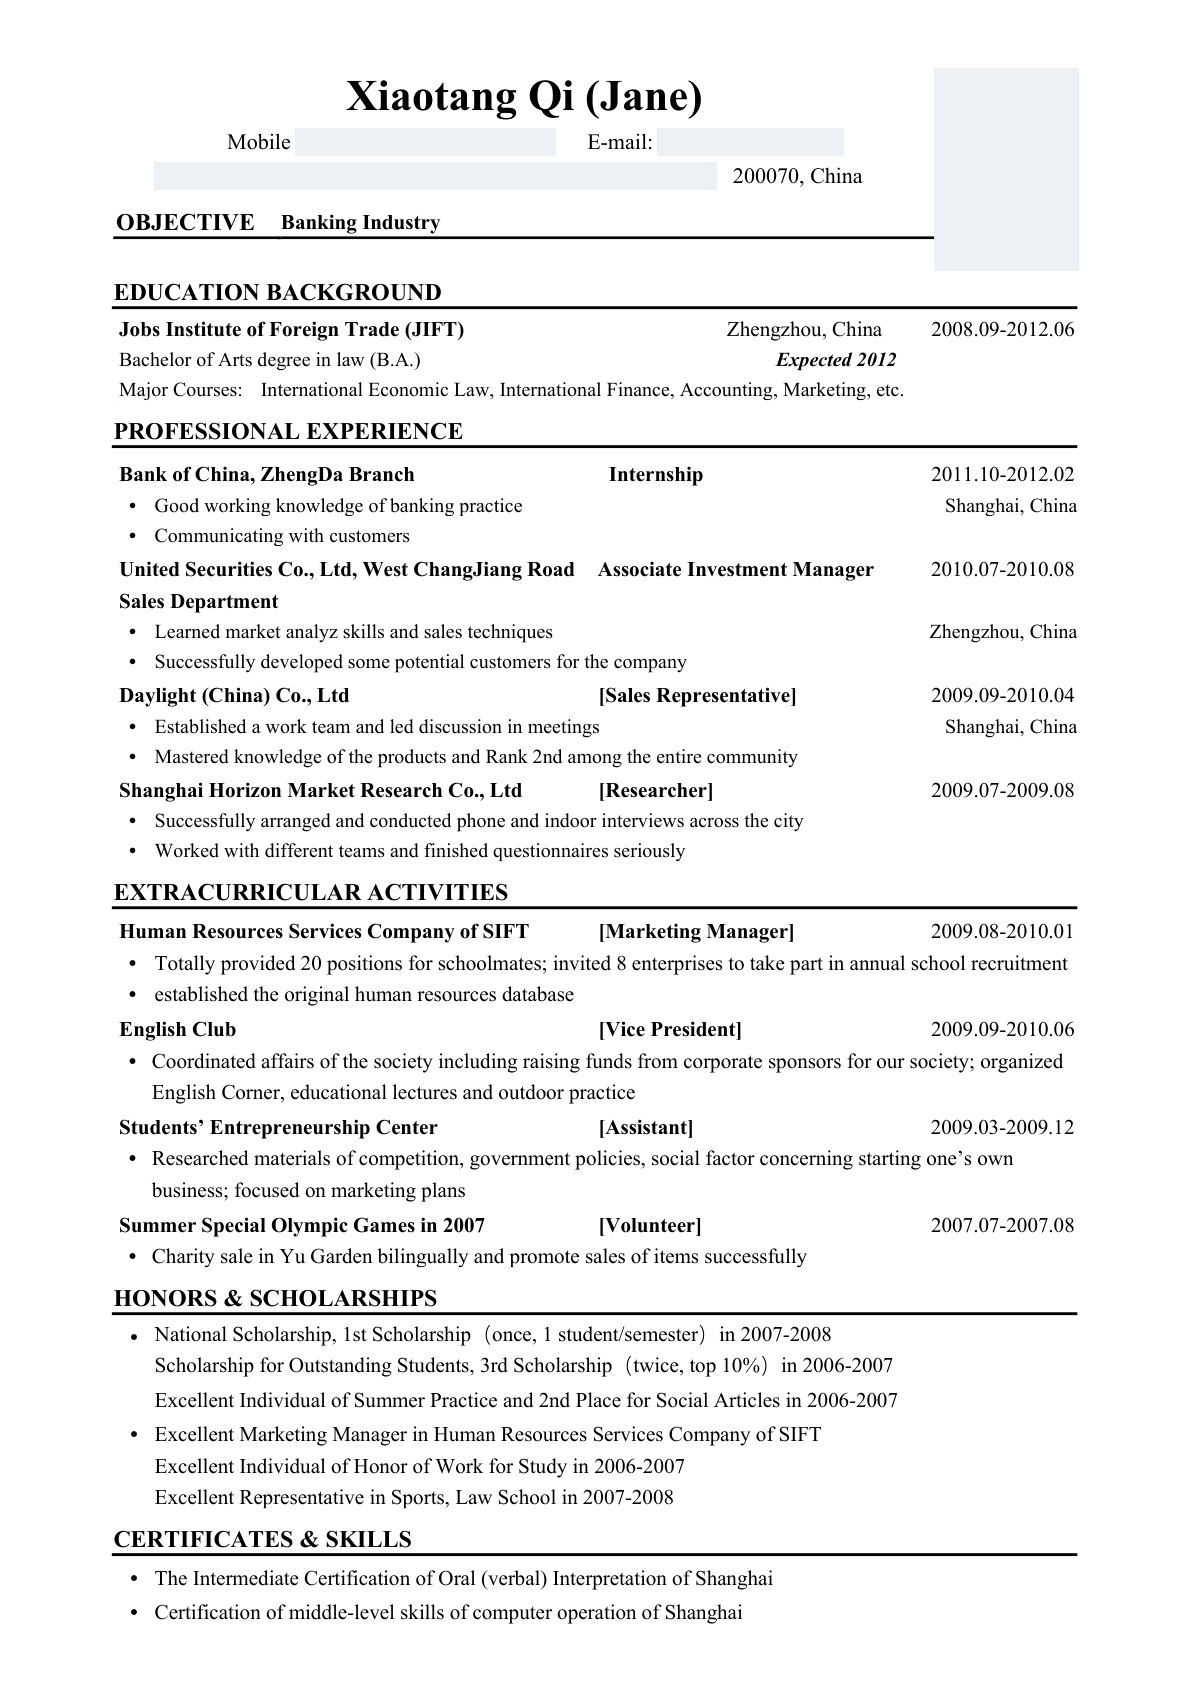 Xiaotang Qi (Jane)
Mobile E-mail:
200070, China
OBJECTIVE Banking Industry
EDUCATION BACKGROUND
Jobs Institute of Foreign Trade (JIFT) Zhengzhou, China 2008.09-2012.06
Bachelor of Arts degree in law (B.A.) Expected 2012
Major Courses: International Economic Law, International Finance, Accounting, Marketing, etc.
PROFESSIONAL EXPERIENCE
Bank of China, ZhengDa Branch Internship 2011.10-2012.02
• Good working knowledge of banking practice Shanghai, China
• Communicating with customers
United Securities Co., Ltd, West ChangJiang Road Associate Investment Manager 2010.07-2010.08
Sales Department
• Learned market analyz skills and sales techniques Zhengzhou, China
• Successfully developed some potential customers for the company
Daylight (China) Co., Ltd [Sales Representative] 2009.09-2010.04
• Established a work team and led discussion in meetings Shanghai, China
• Mastered knowledge of the products and Rank 2nd among the entire community
Shanghai Horizon Market Research Co., Ltd [Researcher] 2009.07-2009.08
• Successfully arranged and conducted phone and indoor interviews across the city
• Worked with different teams and finished questionnaires seriously
EXTRACURRICULAR ACTIVITIES
Human Resources Services Company of SIFT [Marketing Manager] 2009.08-2010.01
• Totally provided 20 positions for schoolmates; invited 8 enterprises to take part in annual school recruitment
• established the original human resources database
English Club [Vice President] 2009.09-2010.06
• Coordinated affairs of the society including raising funds from corporate sponsors for our society; organized
English Corner, educational lectures and outdoor practice
Students’ Entrepreneurship Center [Assistant] 2009.03-2009.12
• Researched materials of competition, government policies, social factor concerning starting one’s own
business; focused on marketing plans
Summer Special Olympic Games in 2007 [Volunteer] 2007.07-2007.08
• Charity sale in Yu Garden bilingually and promote sales of items successfully
HONORS & SCHOLARSHIPS
• National Scholarship, 1st Scholarship（once, 1 student/semester）in 2007-2008
Scholarship for Outstanding Students, 3rd Scholarship（twice, top 10%）in 2006-2007
Excellent Individual of Summer Practice and 2nd Place for Social Articles in 2006-2007
• Excellent Marketing Manager in Human Resources Services Company of SIFT
Excellent Individual of Honor of Work for Study in 2006-2007
Excellent Representative in Sports, Law School in 2007-2008
CERTIFICATES & SKILLS
• The Intermediate Certification of Oral (verbal) Interpretation of Shanghai
• Certification of middle-level skills of computer operation of Shanghai